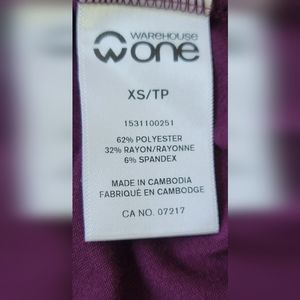 WAREHOUSE
one
XS/TP
1531100251
62% POLYESTER
32% RAYON/RAYONNE
6% SPANDEX
MADE IN CAMBODIA
FABRIQUÉ EN CAMBODGE
CA NO. 07217